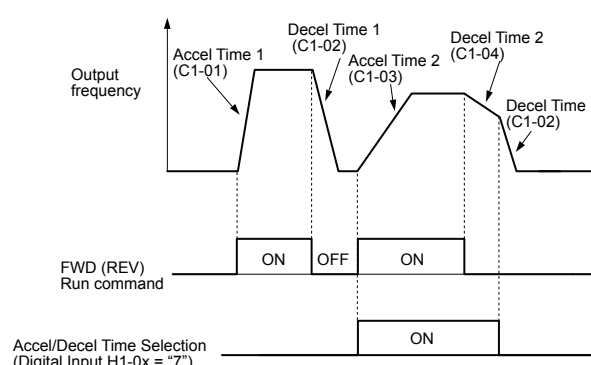 Output
frequency
Accel Time 1
(C1-01)
Decel Time 1
(C1-02)
Accel Time 2
(C1-03)
Decel Time 2
(C1-04)
Decel Time
(C1-02)
FWD (REV)
Run command
ON
OFF
ON
Accel/Decel Time Selection
(Digital Input H1-0x = “7”)
ON